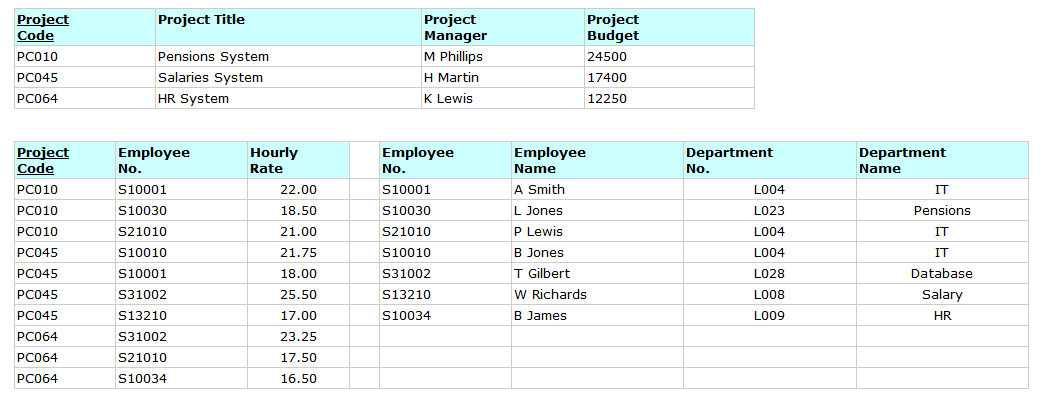 Project Code Project Title Project Manager Project Budget
PC010 Pensions System M Phillips 24500
PC045 Salaries System H Martin 17400
PC064 HR System K Lewis 12250
Project Code Employee No. Hourly Rate Employee No. Employee Name Department No. Department Name
PC010 S10001 22.00 S10001 A Smith L004 IT
PC010 S10030 18.50 S10030 L Jones L023 Pensions
PC010 S21010 21.00 S21010 P Lewis L004 IT
PC045 S10010 21.75 S10010 B Jones L004 IT
PC045 S10001 18.00 S31002 T Gilbert L028 Database
PC045 S31002 25.50 S13210 W Richards L008 Salary
PC045 S13210 17.00 S10034 B James L009 HR
PC064 S31002 23.25
PC064 S21010 17.50
PC064 S10034 16.50